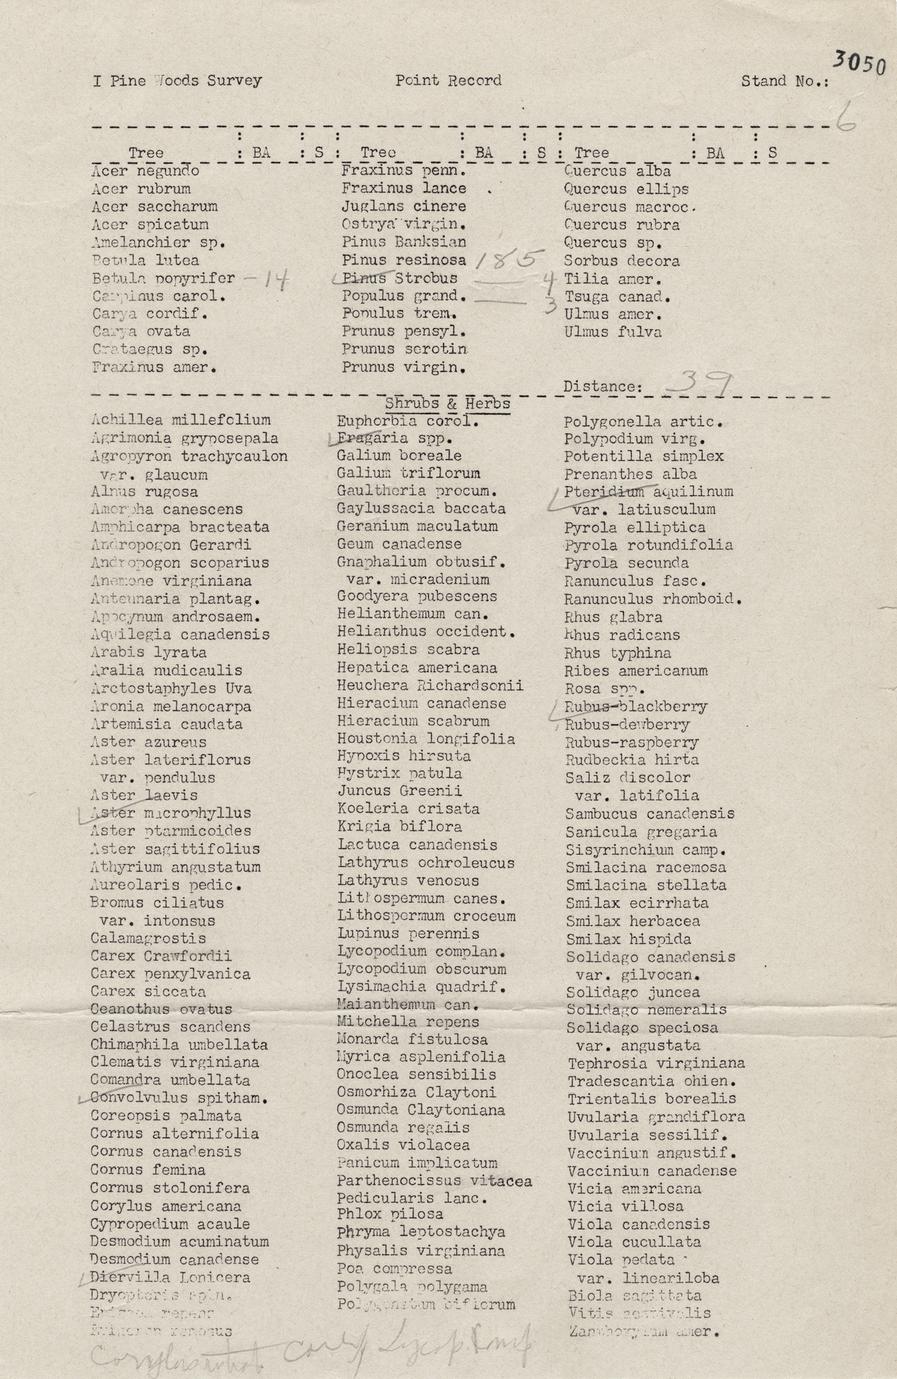 3050
I Pine Woods Survey Point Record Stand No.:
6
Tree : BA : S : Tree : BA : S : Tree : BA : S
Acer negundo Fraxinus penn. Quercus alba
Acer rubrum Fraxinus lance . Quercus ellips
Acer saccharum Juglans cinere Quercus macroc.
Acer spicatum Ostrya virgin. Quercus rubra
Amelanchier sp. Pinus Banksian Quercus sp.
Betula lutea Pinus resinosa 185 Sorbus decora
Betula popyrifer - 14 Pinus Strobus 4 Tilia amer.
Carpinus carol. Populus grand. 3 Tsuga canad.
Carya cordif. Populus trem. Ulmus amer.
Carya ovata Prunus pensyl. Ulmus fulva
Crataegus sp. Prunus serotin
Fraxinus amer. Prunus virgin.
Distance: 39
Shrubs & Herbs
Achillea millefolium Euphorbia corol. Polygonella artic.
Agrimonia gryposepala Fragaria spp. Polypodium virg.
Agropyron trachycaulon Galium boreale Potentilla simplex
var. glaucum Galium triflorum Prenanthes alba
Alnus rugosa Gaultheria procum. Pteridium aquilinum
Amorpha canescens Gaylussacia baccata var. latiusculum
Amphicarpa bracteata Geranium maculatum Pyrola elliptica
Andropogon Gerardi Geum canadense Pyrola rotundifolia
Andropogon scoparius Gnaphalium obtusif. Pyrola secunda
Anemone virginiana var. micradenium Ranunculus fasc.
Antennaria plantag. Goodyera pubescens Ranunculus rhomboid.
Apocynum androsaem. Helianthemum can. Rhus glabra
Aquilegia canadensis Helianthus occident. Rhus radicans
Arabis lyrata Heliopsis scabra Rhus typhina
Aralia nudicaulis Hepatica americana Ribes americanum
Arctostaphyles Uva Heuchera Richardsonii Rosa spp.
Aronia melanocarpa Hieracium canadense Rubus-blackberry
Artemisia caudata Hieracium scabrum Rubus-dewberry
Aster azureus Houstonia longifolia Rubus-raspberry
Aster lateriflorus Hypoxis hirsuta Rudbeckia hirta
var. pendulus Hystrix patula Saliz discolor
Aster laevis Juncus Greenii var. latifolia
Aster microphyllus Koeleria crisata Sambucus canadensis
Aster ptarmicoides Krigia biflora Sanicula gregaria
Aster sagittifolius Lactuca canadensis Sisyrinchium camp.
Athyrium angustatum Lathyrus ochroleucus Smilacina racemosa
Aureolaris pedic. Lathyrus venosus Smilacina stellata
Bromus ciliatus Lithospermum canes. Smilax ecirrhata
var. intonsus Lithospermum croceum Smilax herbacea
Calamagrostis Lupinus perennis Smilax hispida
Carex Crawfordii Lycopodium complan. Solidago canadensis
Carex penxylvanica Lycopodium obscurum var. gilvocan.
Carex siccata Lysimachia quadrif. Solidago juncea
Ceanothus ovatus Maianthemum can. Solidago nemeralis
Celastrus scandens Mitchella repens Solidago speciosa
Chimaphila umbellata Monarda fistulosa var. angustata
Clematis virginiana Myrica asplenifolia Tephrosia virginiana
Comandra umbellata Onoclea sensibilis Tradescantia ohien.
Convolvulus spitham. Osmorhiza Claytoni Trientalis borealis
Coreopsis palmata Osmunda Claytoniana Uvularia grandiflora
Cornus alternifolia Osmunda regalis Uvularia sessilif.
Cornus canadensis Oxalis violacea Vaccinium angustif.
Cornus femina Panicum implicatum Vaccinium canadense
Cornus stolonifera Parthenocissus vitacea Vicia americana
Corylus americana Pedicularis lanc. Vicia villosa
Cypropedium acaule Phlox pilosa Viola canadensis
Desmodium acuminatum Phryma leptostachya Viola cucullata
Desmodium canadense Physalis virginiana Viola pedata
Diervilla Lonicera Poa compressa var. lineariloba
Dryopteris spin. Polygala polygama Biola sagittata
repens Polygonatum biflorum Vitis aestivalis
Zanthoxylum amer.
Lycop. comp